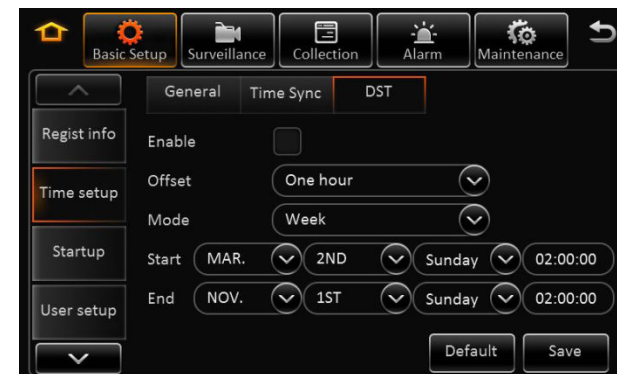 Basic Setup Surveillance Collection Alarm Maintenance
General Time Sync DST
Regist info
Enable
Time setup
Offset One hour
Mode Week
Startup
Start MAR. 2ND Sunday 02:00:00
User setup
End NOV. 1ST Sunday 02:00:00
Default Save